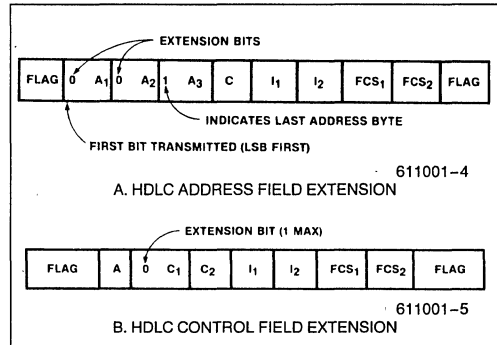 EXTENSION BITS
FLAG 0 A1 0 A2 1 A3 C I1 I2 FCS1 FCS2 FLAG
INDICATES LAST ADDRESS BYTE
FIRST BIT TRANSMITTED (LSB FIRST)
611001-4
A. HDLC ADDRESS FIELD EXTENSION
EXTENSION BIT (1 MAX)
FLAG A 0 C1 C2 I1 I2 FCS1 FCS2 FLAG
611001-5
B. HDLC CONTROL FIELD EXTENSION